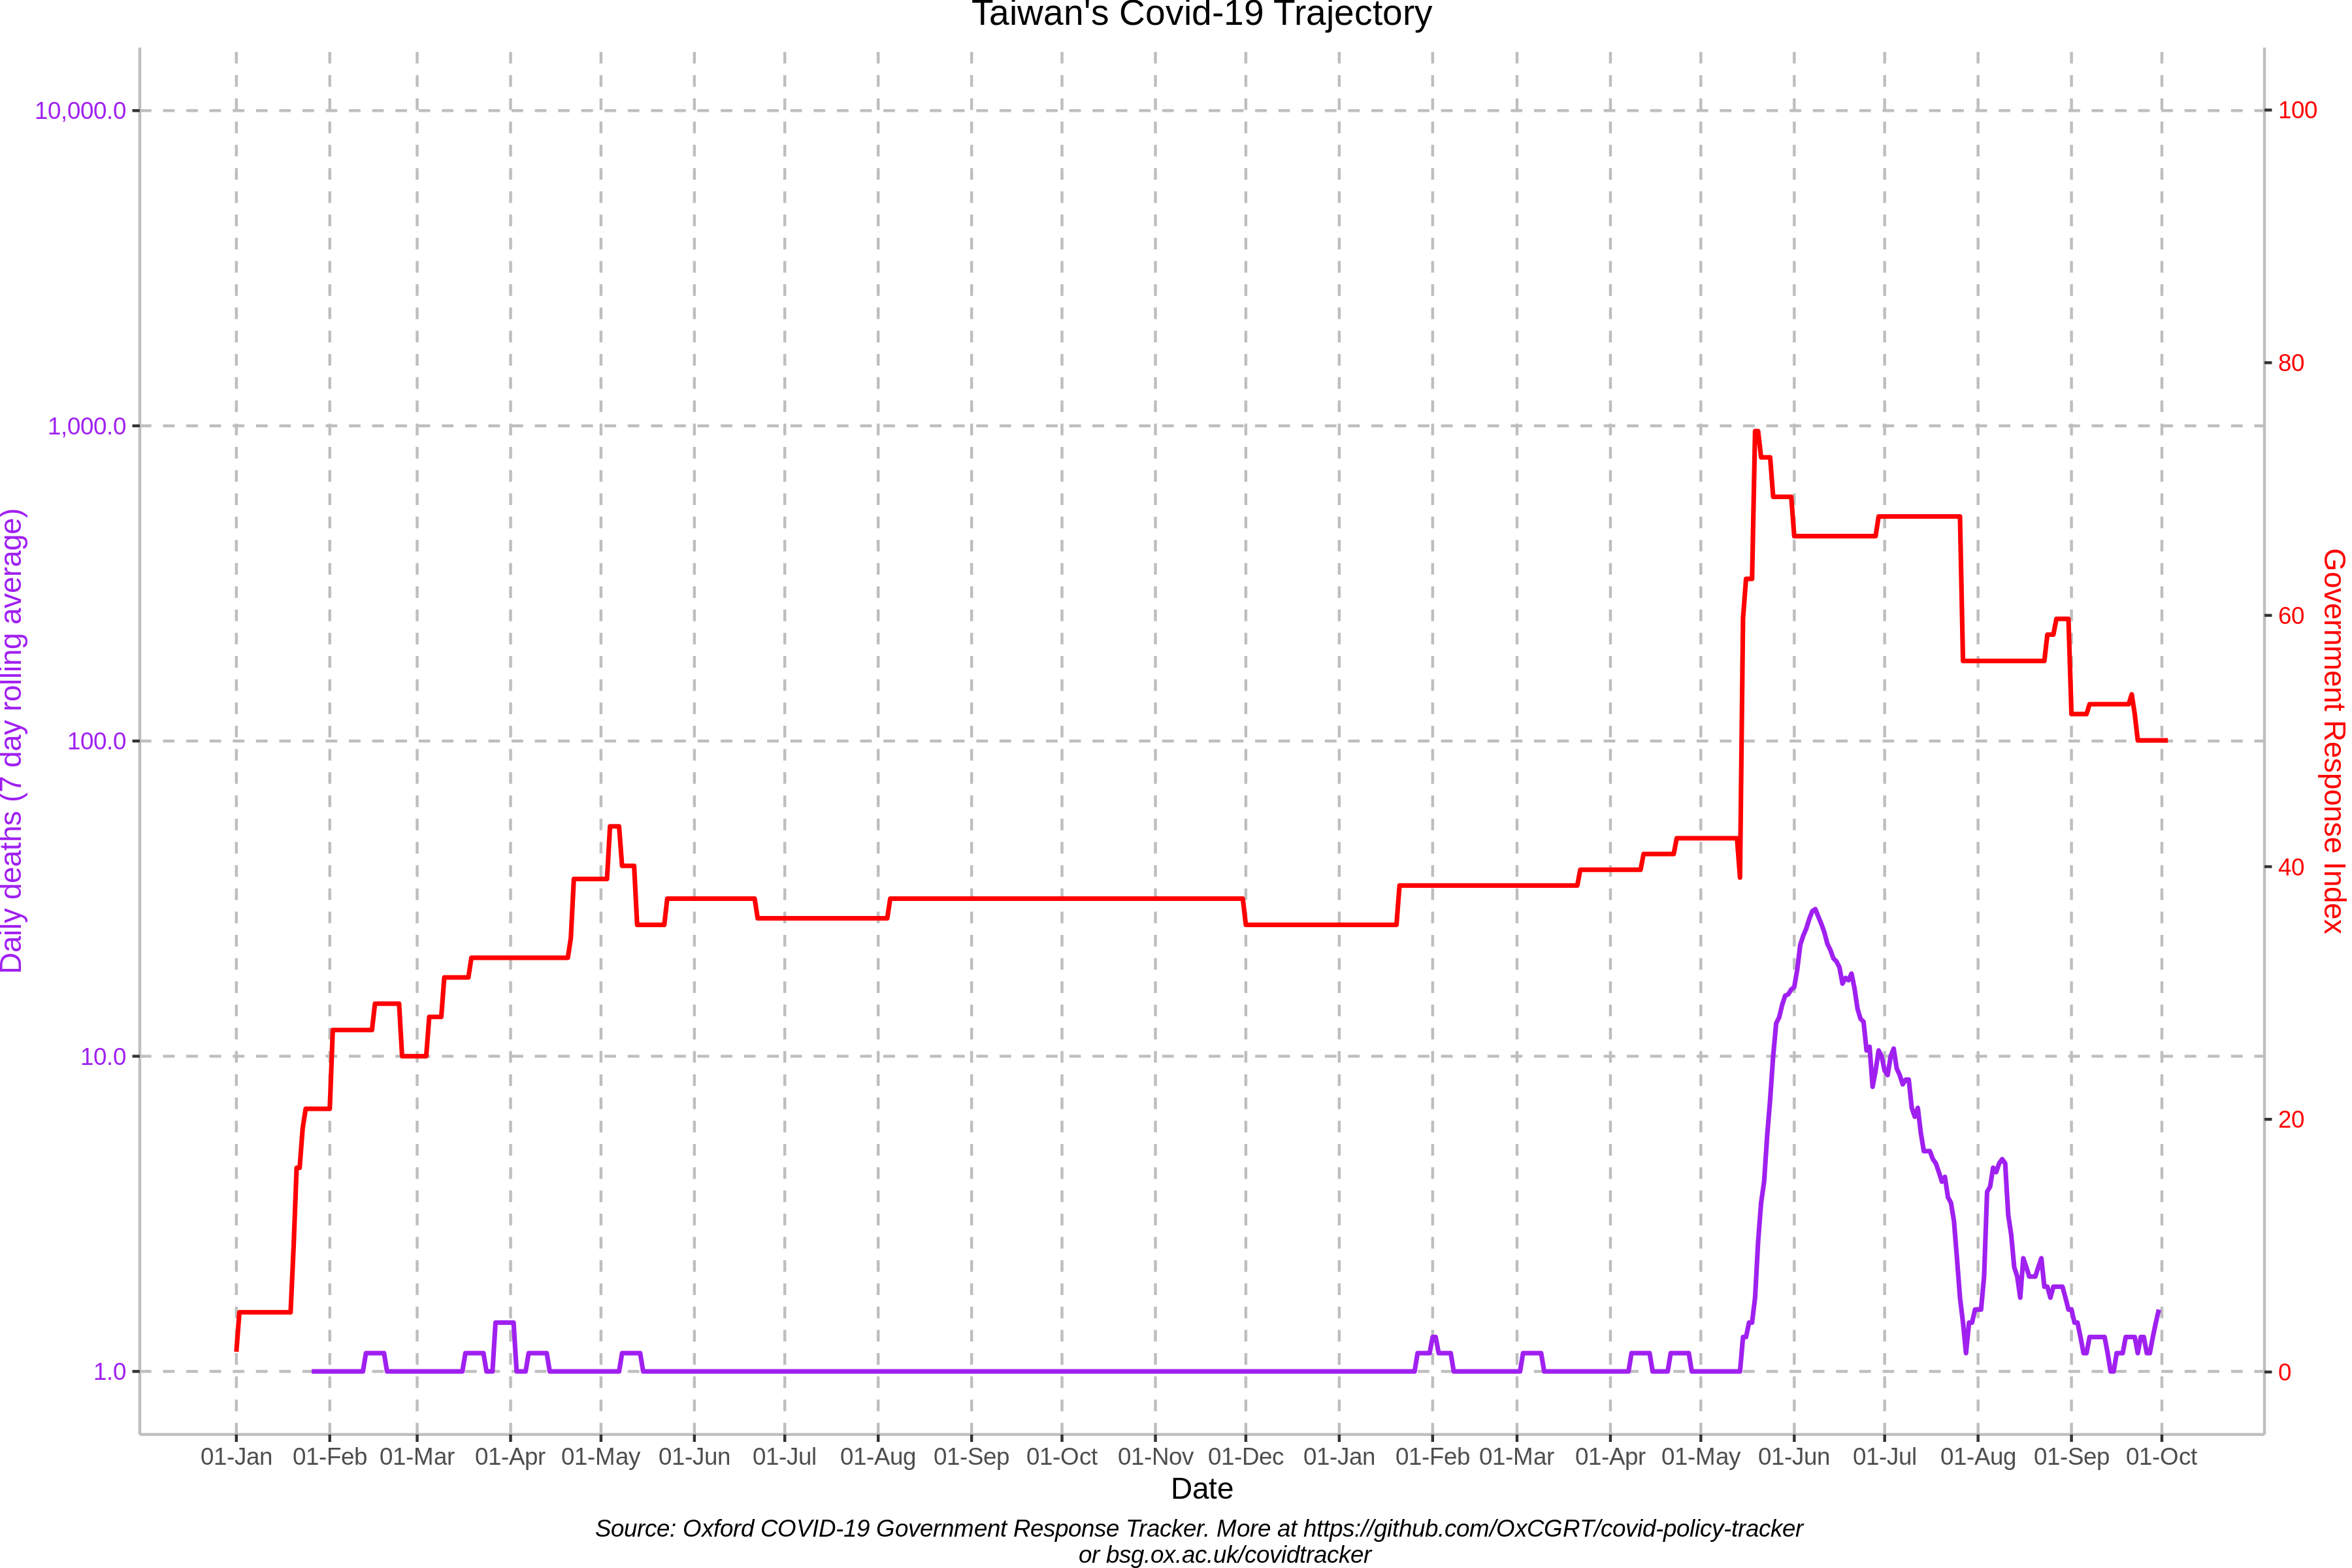 Taiwan's Covid-19 Trajectory
Daily deaths (7 day rolling average)
10,000.0
1,000.0
100.0
10.0
1.0
100
80
60
40
20
0
Government Response Index
01-Jan 01-Feb 01-Mar 01-Apr 01-May 01-Jun 01-Jul 01-Aug 01-Sep 01-Oct 01-Nov 01-Dec 01-Jan 01-Feb 01-Mar 01-Apr 01-May 01-Jun 01-Jul 01-Aug 01-Sep 01-Oct
Date
Source: Oxford COVID-19 Government Response Tracker. More at https://github.com/OxCGRT/covid-policy-tracker
or bsg.ox.ac.uk/covidtracker